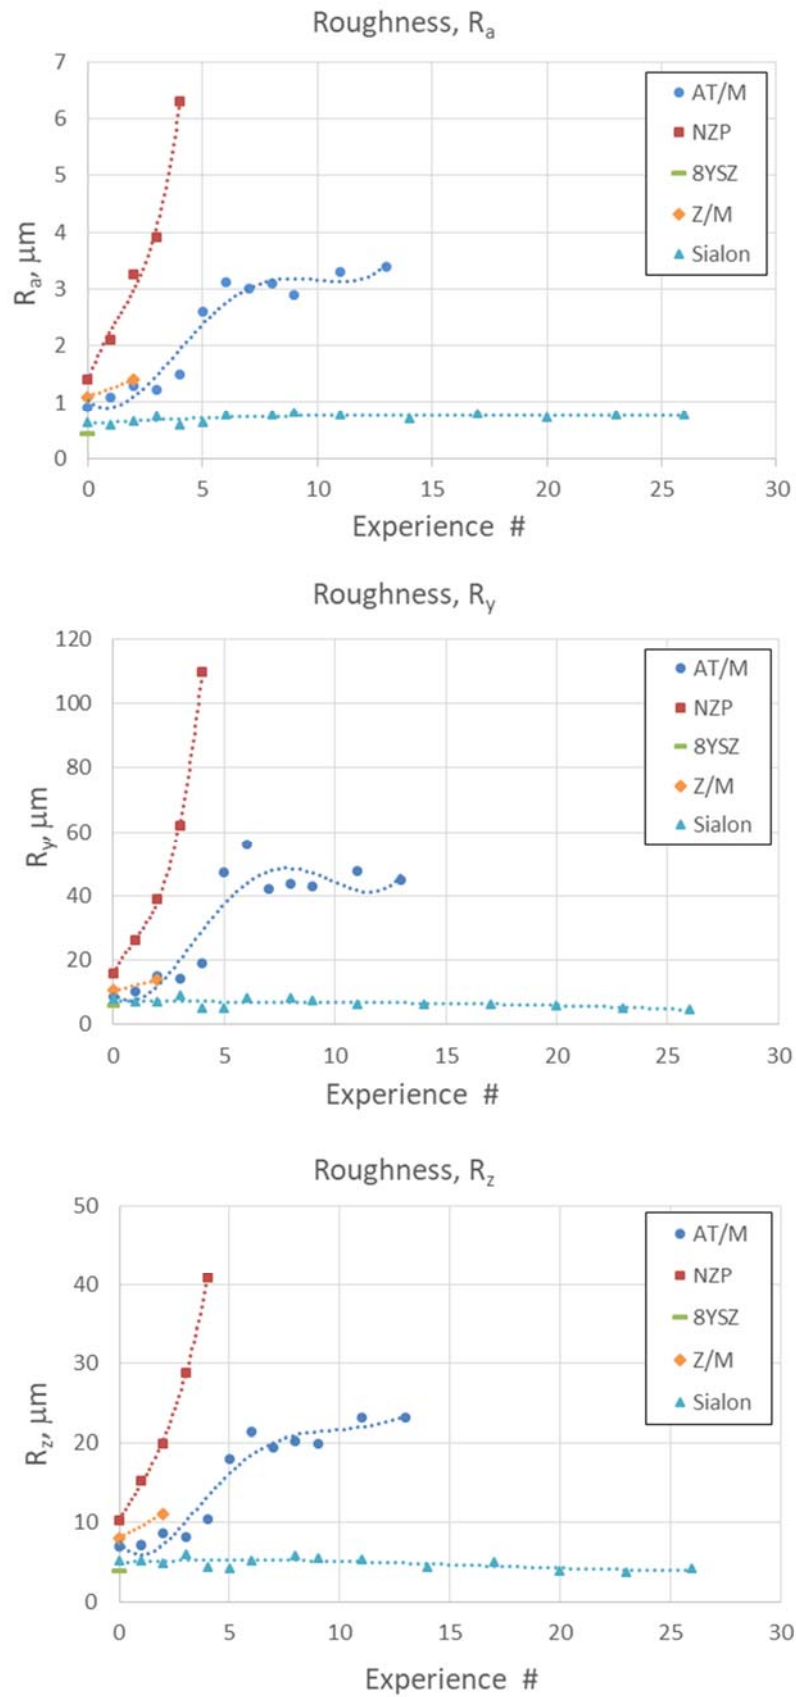 Roughness, Ra
7
6
5
4
3
2
1
0
Ra, μm
0 5 10 15 20 25 30
Experience #
AT/M
NZP
8YSZ
Z/M
Sialon
Roughness, Ry
120
100
80
60
40
20
0
Ry, μm
0 5 10 15 20 25 30
Experience #
AT/M
NZP
8YSZ
Z/M
Sialon
Roughness, Rz
50
40
30
20
10
0
Rz, μm
0 5 10 15 20 25 30
Experience #
AT/M
NZP
8YSZ
Z/M
Sialon